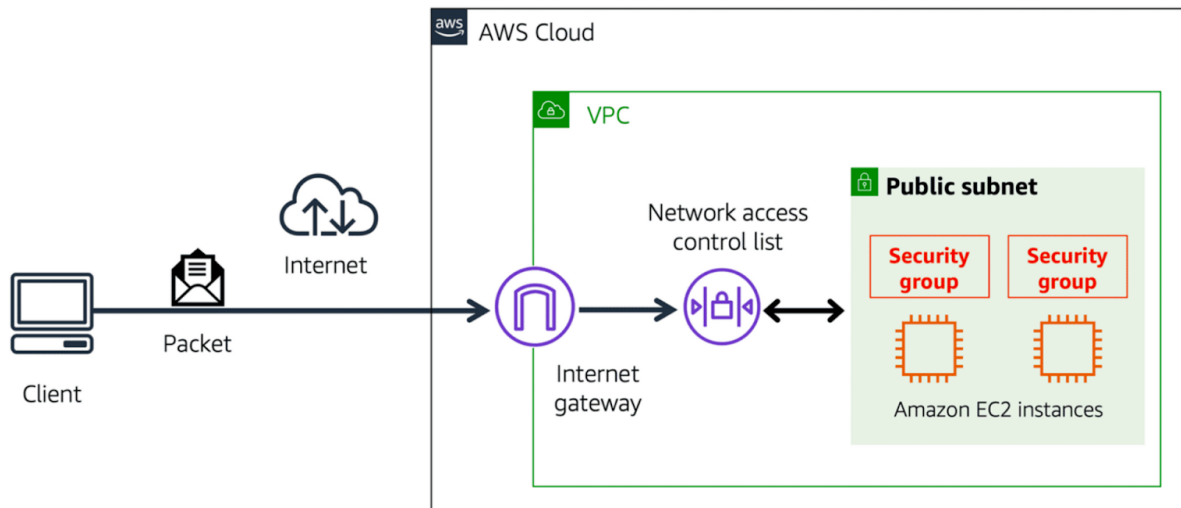 aws
AWS Cloud
VPC
Public subnet
Network access
control list
Security
group
Security
group
Internet
Packet
Client
Internet
gateway
Amazon EC2 instances